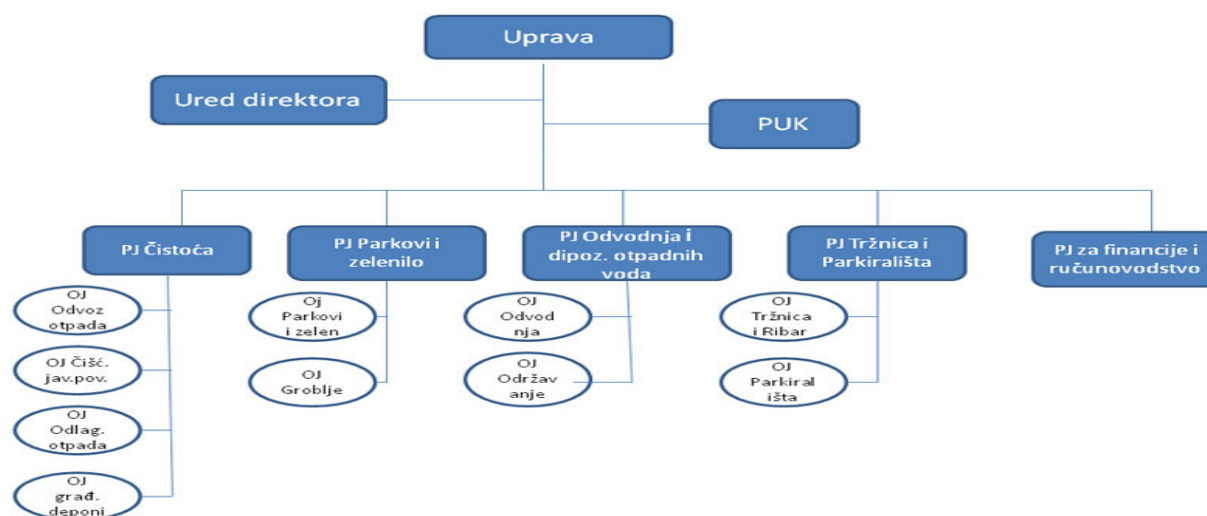 Uprava
Ured direktora
PUK
PJ Čistoća
PJ Parkovi i
zelenilo
PJ Odvodnja i
dipoz. otpadnih
voda
PJ Tržnica i
Parkirališta
PJ za financije i
ručunovodstvo
OJ
Odvoz
otpada
OJ Čišć.
jav.pov.
OJ
Odlag.
otpada
OJ
građ.
deponi
Oj
Parkovi
i zelen
OJ
Groblje
OJ
Odvod
nja
OJ
Održav
anje
OJ
Tržnica
i Ribar
OJ
Parkiral
išta